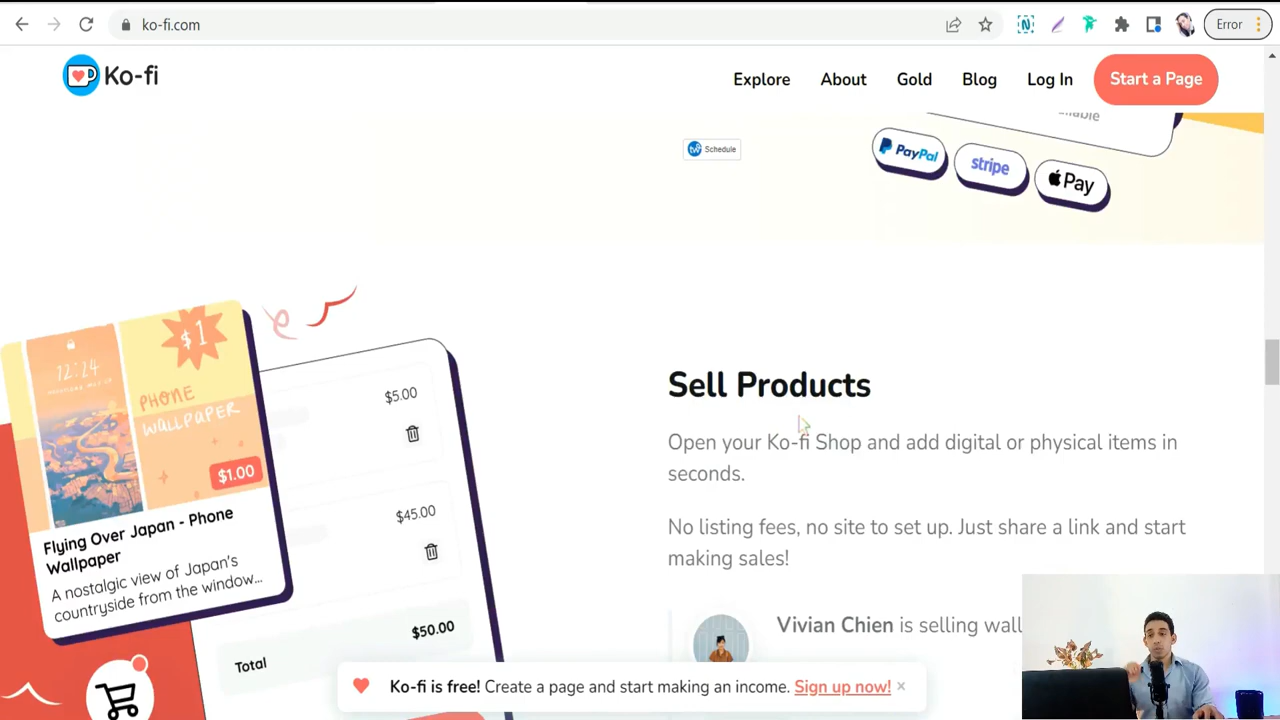 ko-fi.com
Error
Ko-fi
Explore
About
Gold
Blog
Log In
Start a Page
Schedule
PayPal
stripe
Pay
$1
12:24
PHONE
WALLPAPER
$1.00
Flying Over Japan - Phone
Wallpaper
A nostalgic view of Japan's
countryside from the window...
$5.00
$45.00
$50.00
Total
Sell Products
Open your Ko-fi Shop and add digital or physical items in
seconds.
No listing fees, no site to set up. Just share a link and start
making sales!
Vivian Chien is selling wall
Ko-fi is free! Create a page and start making an income. Sign up now!